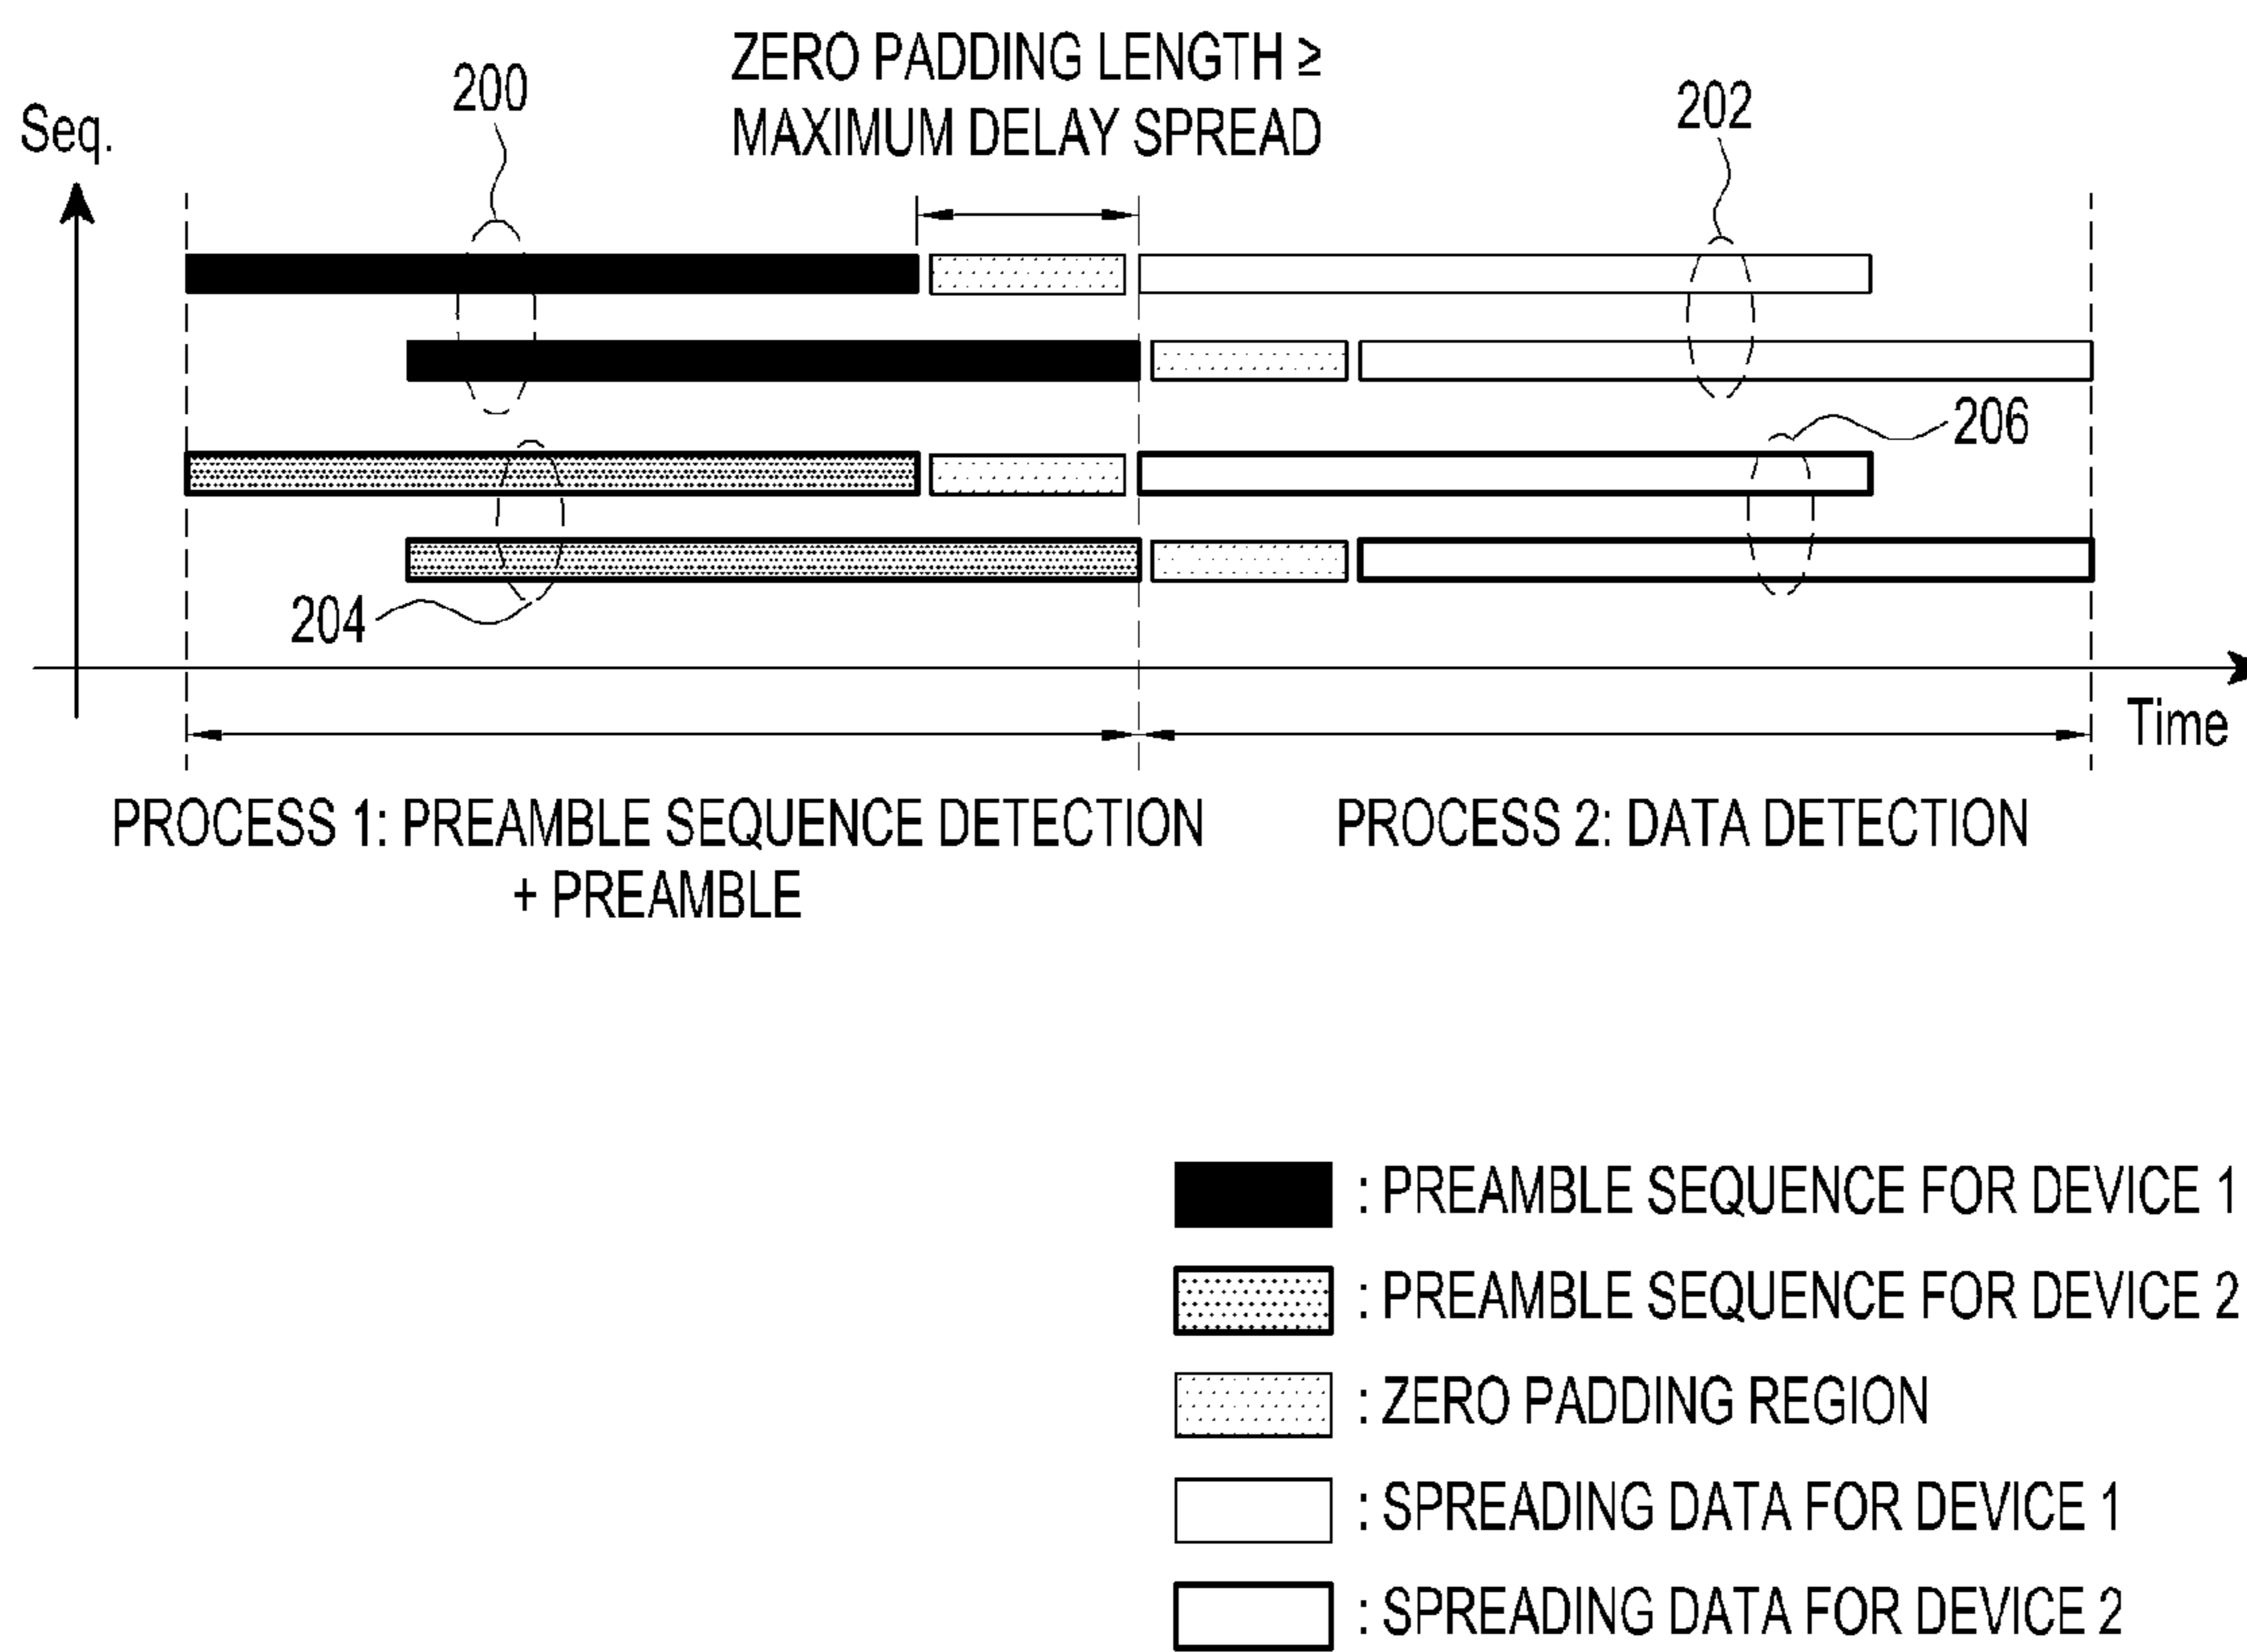 ZERO PADDING LENGTH ≥
MAXIMUM DELAY SPREAD
200
202
Seq.
206
204
Time
PROCESS 1: PREAMBLE SEQUENCE DETECTION
+ PREAMBLE
PROCESS 2: DATA DETECTION
: PREAMBLE SEQUENCE FOR DEVICE 1
: PREAMBLE SEQUENCE FOR DEVICE 2
: ZERO PADDING REGION
: SPREADING DATA FOR DEVICE 1
: SPREADING DATA FOR DEVICE 2